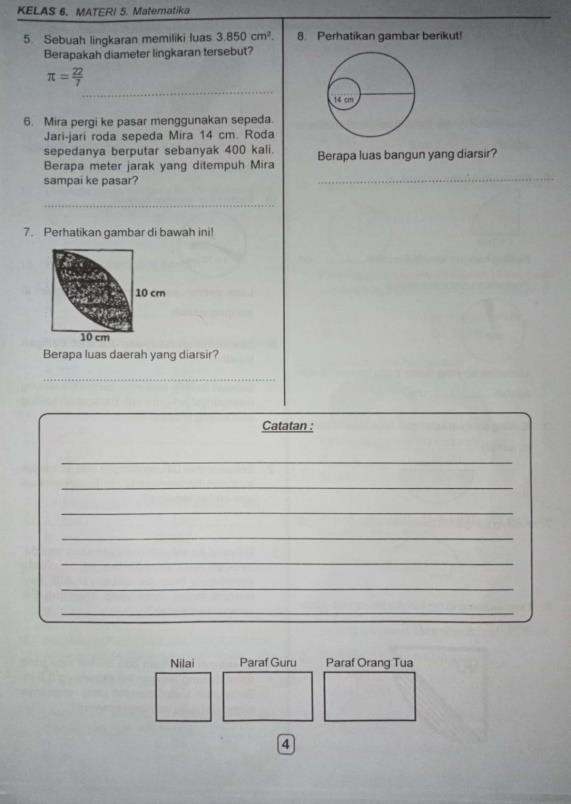 KELAS 6. MATERI 5. Matematika
5. Sebuah lingkaran memiliki luas 3.850 cm².
Berapakah diameter lingkaran tersebut?
π = 22/7
6. Mira pergi ke pasar menggunakan sepeda.
Jari-jari roda sepeda Mira 14 cm. Roda
sepedanya berputar sebanyak 400 kali.
Berapa meter jarak yang ditempuh Mira
sampai ke pasar?
7. Perhatikan gambar di bawah ini!
10 cm
10 cm
Berapa luas daerah yang diarsir?
8. Perhatikan gambar berikut!
14 cm
Berapa luas bangun yang diarsir?
Catatan :
Nilai Paraf Guru Paraf Orang Tua
4